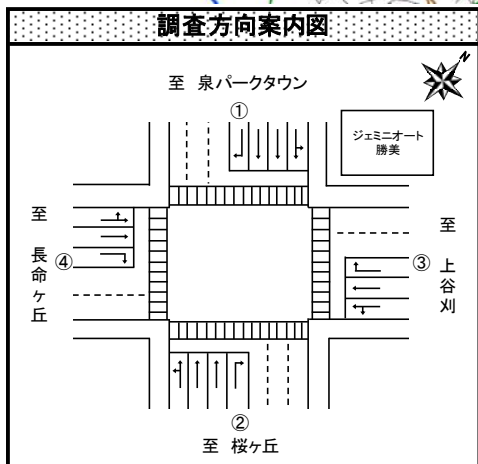 調査方向案内図
N
至 泉パークタウン
①
ジェミニオート
勝美
至 長命ヶ丘
④
③
至 上谷刈
②
至 桜ヶ丘